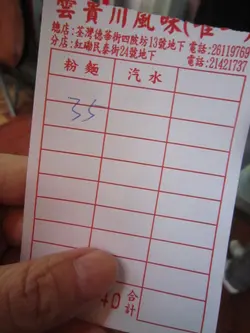 雲貴川風味(
總店:荃灣德華街四陂坊13號地下 電話:26119769
分店:紅磡民泰街24號地下 電話:21421737
粉麵 汽水
35
40 合計